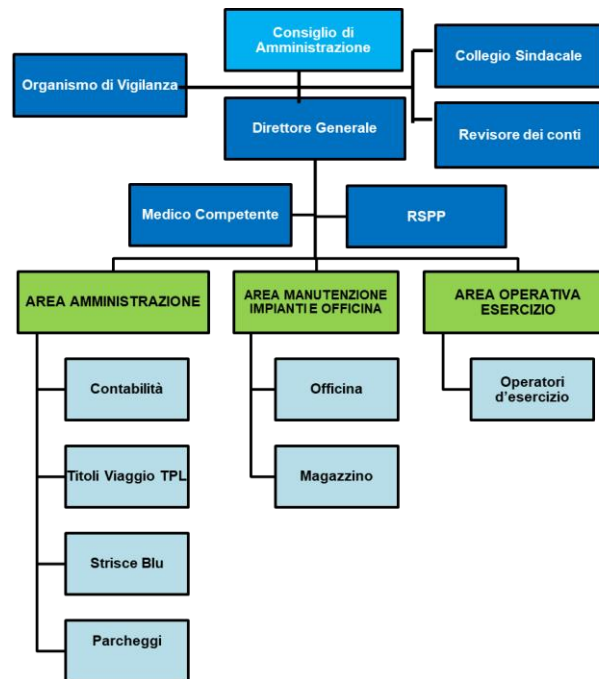 Consiglio di
Amministrazione
Collegio Sindacale
Organismo di Vigilanza
Direttore Generale
Revisore dei conti
Medico Competente
RSPP
AREA AMMINISTRAZIONE
AREA MANUTENZIONE
IMPIANTI E OFFICINA
AREA OPERATIVA
ESERCIZIO
Contabilità
Officina
Operatori
d'esercizio
Titoli Viaggio TPL
Magazzino
Strisce Blu
Parcheggi